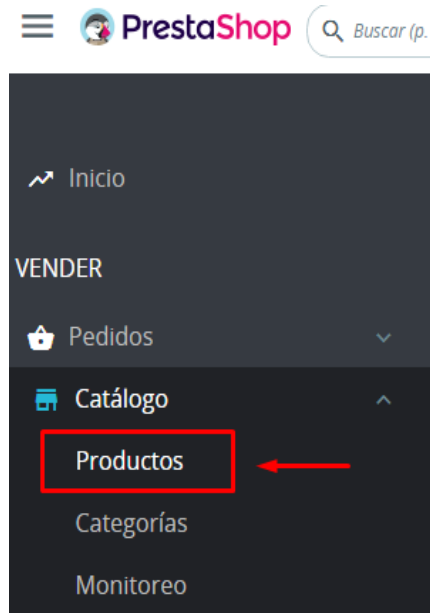 PrestaShop Buscar (p.
Inicio
VENDER
Pedidos
Catálogo
Productos
Categorías
Monitoreo